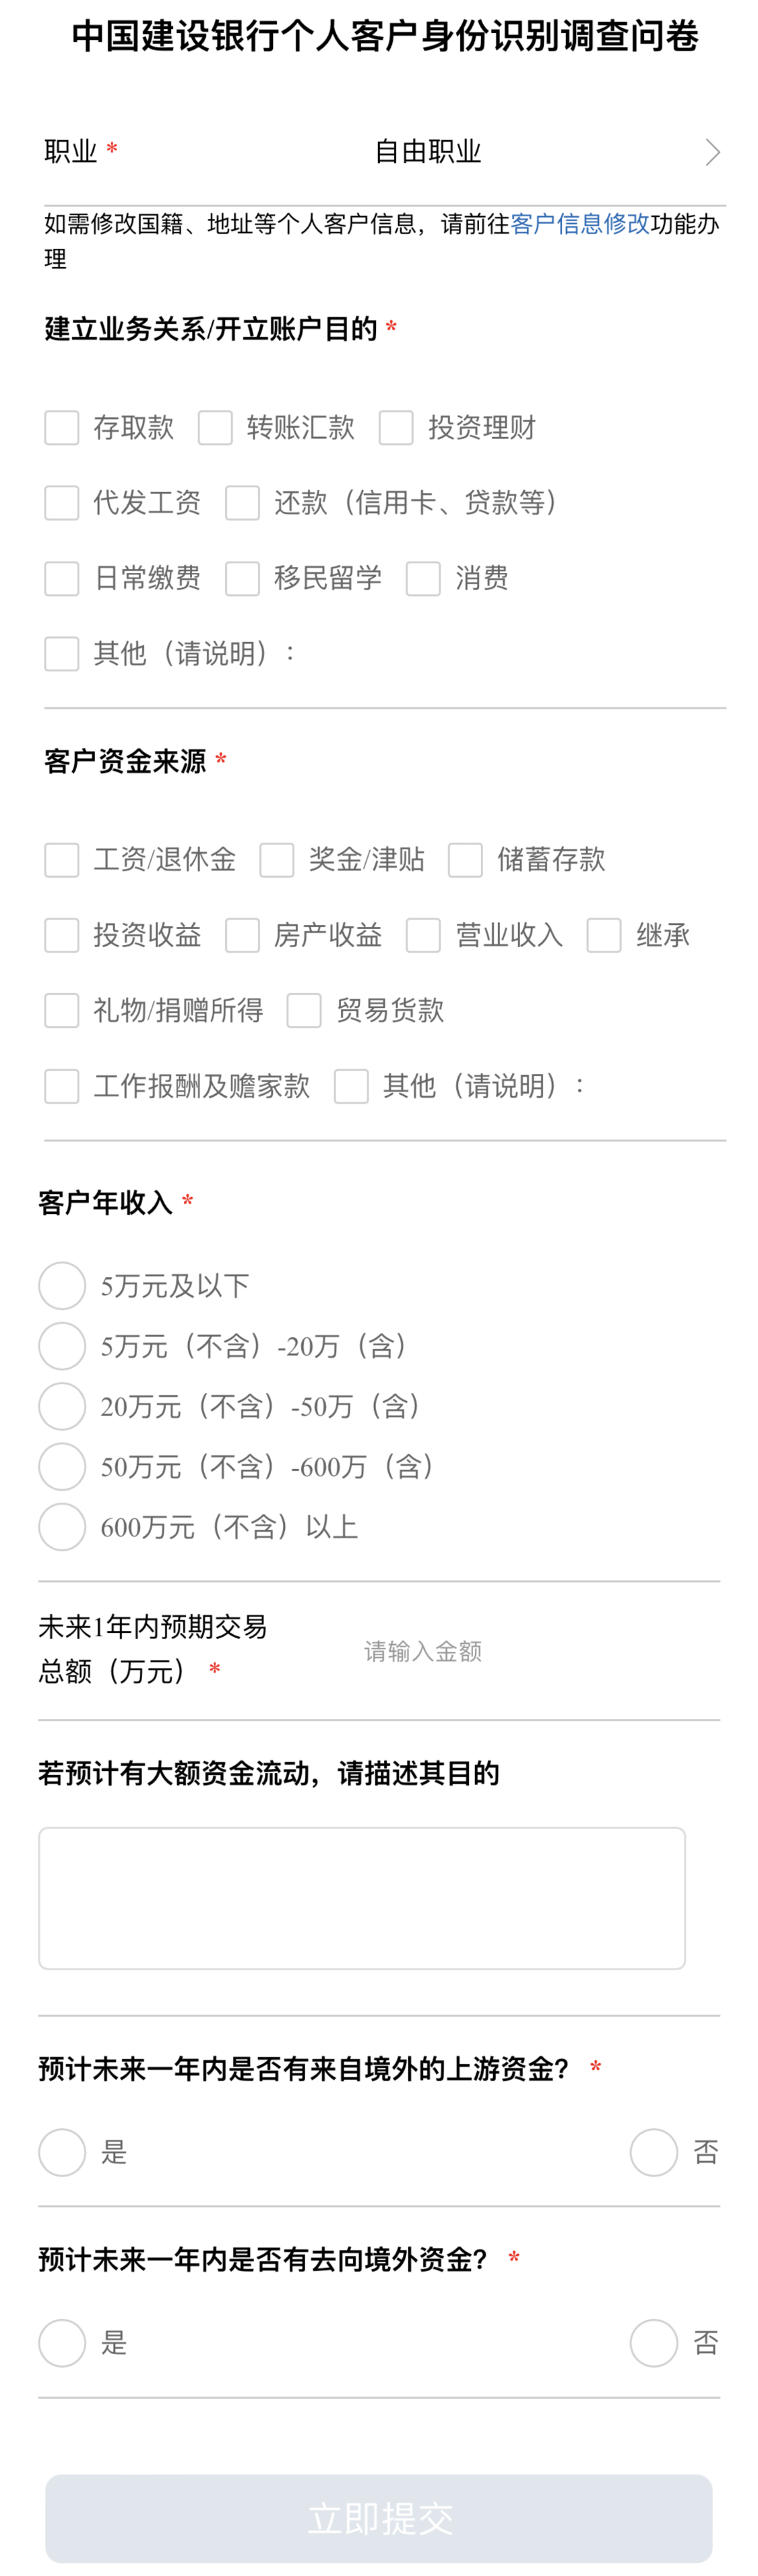 中国建设银行个人客户身份识别调查问卷
职业 * 自由职业
如需修改国籍、地址等个人客户信息，请前往客户信息修改功能办
理
建立业务关系/开立账户目的 *
存取款 转账汇款 投资理财
代发工资 还款（信用卡、贷款等）
日常缴费 移民留学 消费
其他（请说明）:
客户资金来源 *
工资/退休金 奖金/津贴 储蓄存款
投资收益 房产收益 营业收入 继承
礼物/捐赠所得 贸易货款
工作报酬及赡家款 其他（请说明）:
客户年收入 *
5万元及以下
5万元（不含）-20万（含）
20万元（不含）-50万（含）
50万元（不含）-600万（含）
600万元（不含）以上
未来1年内预期交易
总额（万元） *
请输入金额
若预计有大额资金流动，请描述其目的
预计未来一年内是否有来自境外的上游资金？ *
是 否
预计未来一年内是否有去向境外资金？ *
是 否
立即提交